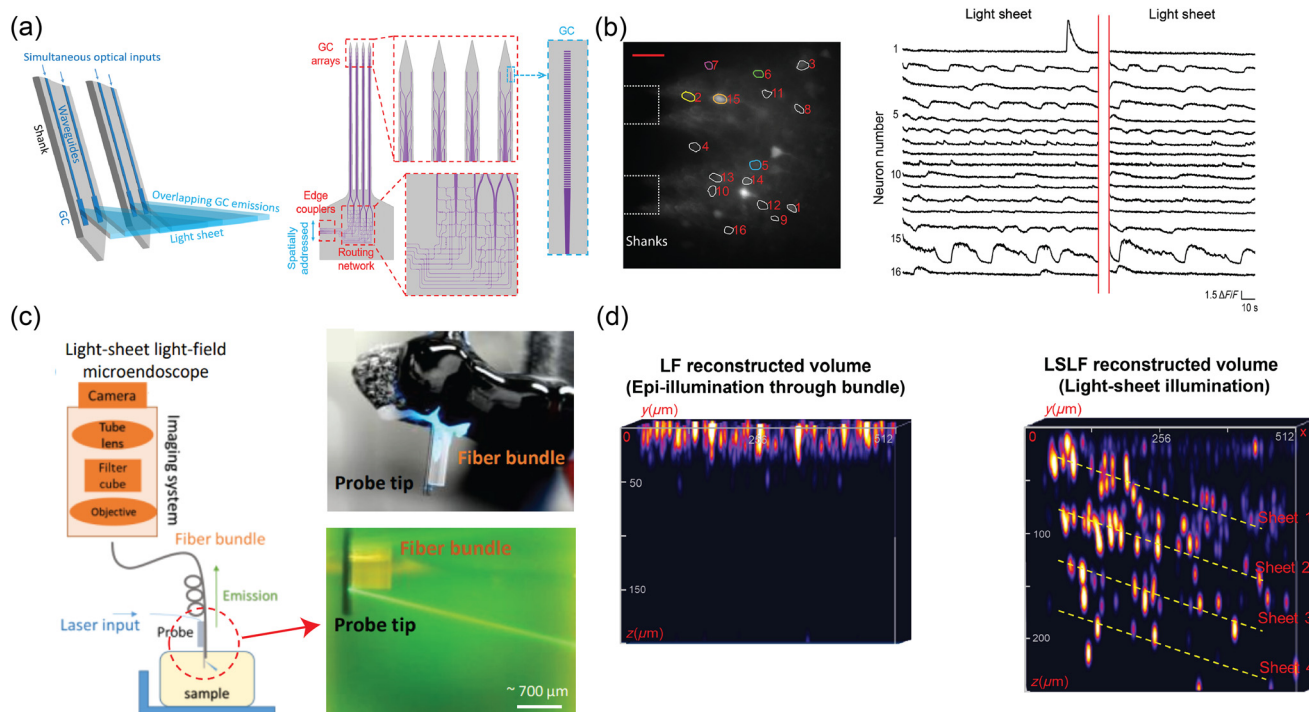 (a)
Simultaneous optical inputs
Waveguides
Shank
GC
Overlapping GC emissions
Light sheet
GC
arrays
Edge
couplers
Spatially
addressed
Routing
network
GC
(b)
7
6
3
2
15
11
8
4
5
13
14
10
12
1
9
16
Shanks
Light sheet
Light sheet
Neuron number
1
5
10
15
16
1.5 ΔF/F
10 s
(c)
Light-sheet light-field
microendoscope
Camera
Tube
lens
Filter
cube
Objective
Imaging system
Fiber bundle
Emission
Laser input
Probe
sample
Fiber bundle
Probe tip
Fiber bundle
Probe tip
~ 700 μm
(d)
LF reconstructed volume
(Epi-illumination through bundle)
y(μm)
0
256
512
50
150
z(μm)
LSLF reconstructed volume
(Light-sheet illumination)
y(μm)
0
256
512
x
Sheet 1
-100
Sheet 2
Sheet 3
-200
Sheet 4
z(μm)